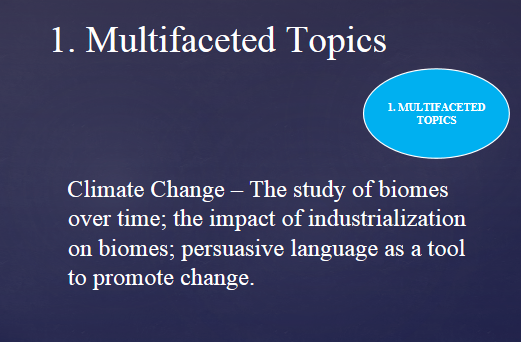 1. Multifaceted Topics
1. MULTIFACETED
TOPICS
Climate Change – The study of biomes
over time; the impact of industrialization
on biomes; persuasive language as a tool
to promote change.